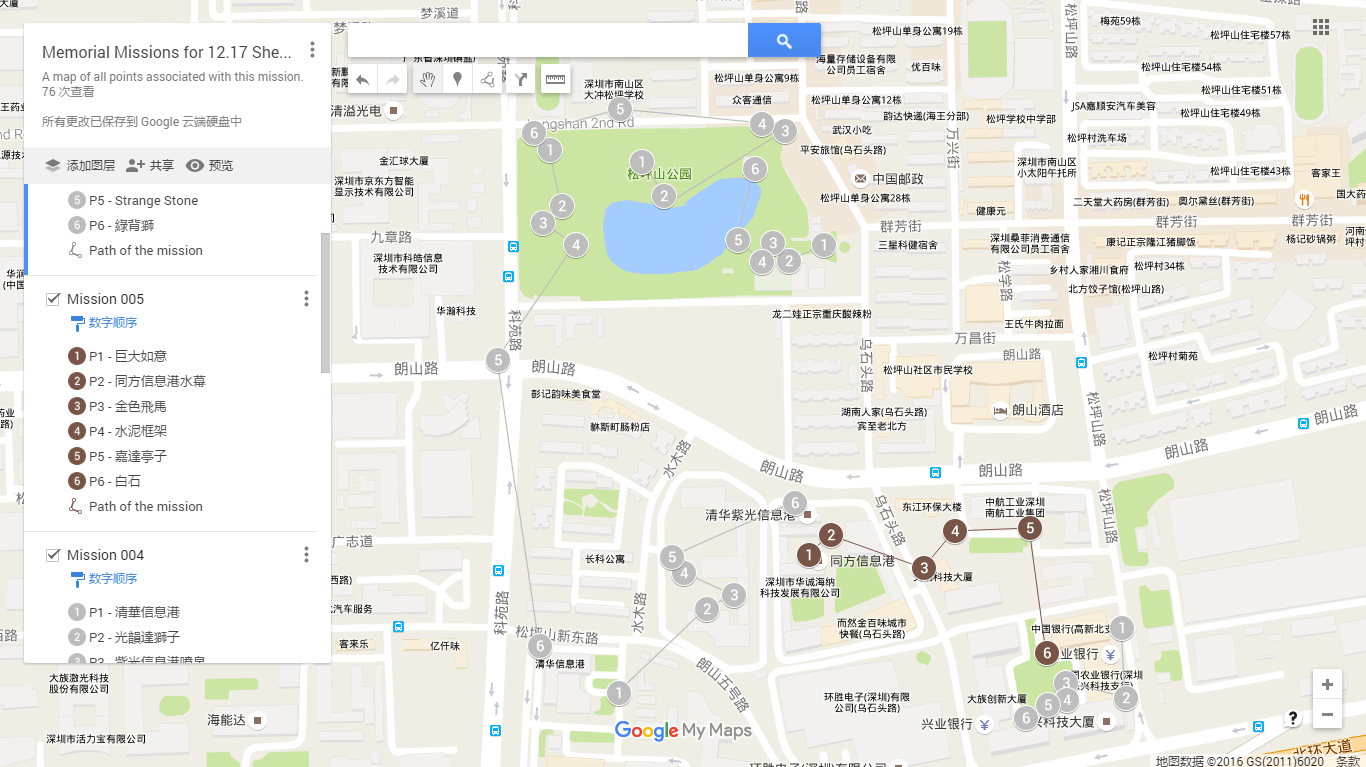 Memorial Missions for 12.17 She...
A map of all points associated with this mission.
76 次查看
所有更改已保存到 Google 云端硬盘中
添加图层
共享
预览
5 P5 - Strange Stone
6 P6 - 綠背獅
Path of the mission
Mission 005
数字顺序
1 P1 - 巨大如意
2 P2 - 同方信息港水幕
3 P3 - 金色飛馬
4 P4 - 水泥框架
5 P5 - 嘉達亭子
6 P6 - 白石
Path of the mission
Mission 004
数字顺序
1 P1 - 清華信息港
2 P2 - 光韻達獅子
3 P3 - 紫光信息港噴泉
梦溪道
松坪山单身公寓19栋
海量存储设备有限
公司员工宿舍
优百味
松坪山单身公寓9栋
众客通信
松坪山单身公寓12栋
韵达快递(海王分部)
武汉小吃
平安旅馆(乌石头路)
中国邮政
松坪山单身公寓28栋
松坪山路
梅苑59栋
松坪山住宅楼57栋
松坪山住宅楼54栋
松坪山住宅楼51栋
JSA嘉顺安汽车美容
松坪山住宅楼49栋
松坪学校中学部
松坪村洗车场
万兴街
深圳市南山区
小太阳午托所
松坪山住宅楼43栋
客家王
二天堂大药房(群芳街)
奥尔黛丝(群芳街)
健康元
群芳街
群芳街
群芳街
三星科健宿舍
深圳桑菲消费通信
有限公司员工宿舍
康记正宗隆江猪脚饭
杨记砂锅粥
乡村人家湘川食府
松坪村34栋
北方饺子馆(松坪山路)
松学路
王氏牛肉拉面
万昌街
朗山路
松坪村菊苑
深圳市南山区
大冲松坪学校
清溢光电
Langshan 2nd Rd
松坪山公园
金汇球大厦
深圳市京东方智能
显示技术有限公司
九章路
深圳市科皓信息
技术有限公司
华瀚科技
科苑路
龙二娃正宗重庆酸辣粉
乌石头路
松坪山社区市民学校
朗山路
朗山路
彭记韵味美食堂
躲斯町肠粉店
湖南人家(乌石头路)
宾至老北方
朗山酒店
松坪山路
朗山路
朗山路
朗山路
朗山路
水木路
清华紫光信息港
乌石头路
东江环保大楼
中航工业深圳
南航工业集团
松坪山路
广志道
长科公寓
同方信息港
深圳市华诚海纳
科技发展有限公司
科技大厦
汽车服务
科苑路
水木路
客来乐
亿仟味
松坪山新东路
清华信息港
而然金百味城市
快餐(乌石头路)
中国银行(高新北支
业银行
国农业银行(深圳
兴科技支行)
朗山五号路
大族激光科技
股份有限公司
海能达
深圳市活力宝有限公司
环胜电子(深圳)有限
公司(乌石头路)
大族创新大厦
兴业银行
兴科技大厦
环胜电子(深圳)有限
北环大道
Google My Maps
地图数据 ©2016 GS(2011)6020
条款